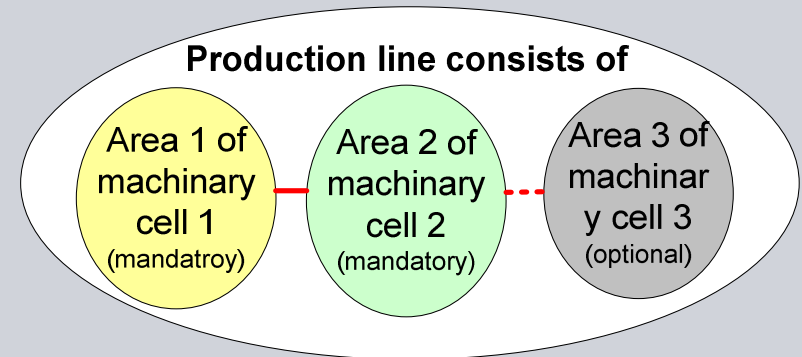 Production line consists of
Area 1 of
machinary
cell 1
(mandatroy)
Area 2 of
machinary
cell 2
(mandatory)
Area 3 of
machinar
y cell 3
(optional)